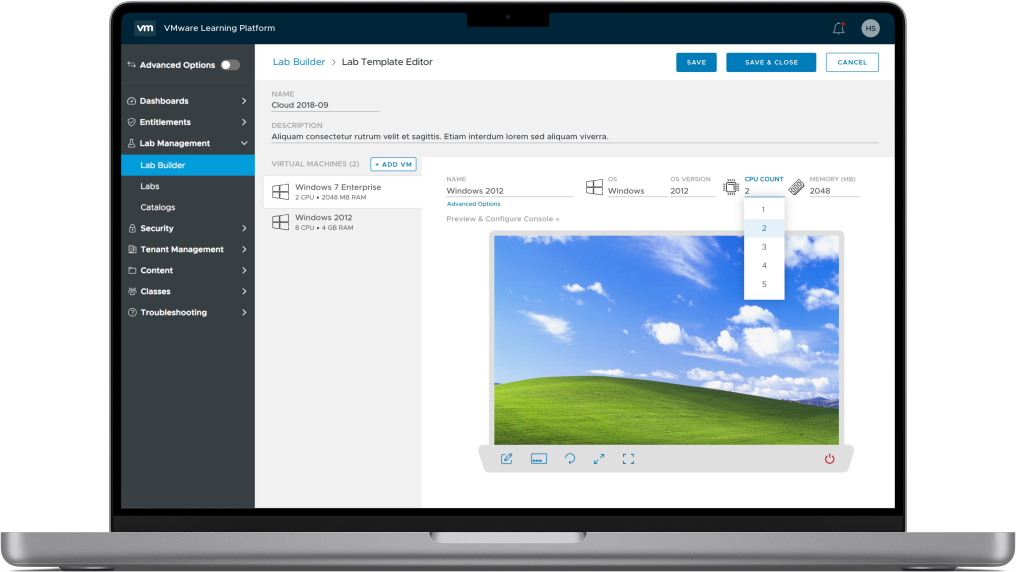 vm VMware Learning Platform HS
Advanced Options
Dashboards
Entitlements
Lab Management
Lab Builder
Labs
Catalogs
Security
Tenant Management
Content
Classes
Troubleshooting
Lab Builder > Lab Template Editor
SAVE
SAVE & CLOSE
CANCEL
NAME
Cloud 2018-09
DESCRIPTION
Aliquam consectetur rutrum velit et sagittis. Etiam interdum lorem sed aliquam viverra.
VIRTUAL MACHINES (2)
+ ADD VM
Windows 7 Enterprise
2 CPU • 2048 MB RAM
Windows 2012
8 CPU • 4 GB RAM
NAME
Windows 2012
Advanced Options
OS
Windows
OS VERSION
2012
CPU COUNT
2
1
2
3
4
5
MEMORY (MB)
2048
Preview & Configure Console »